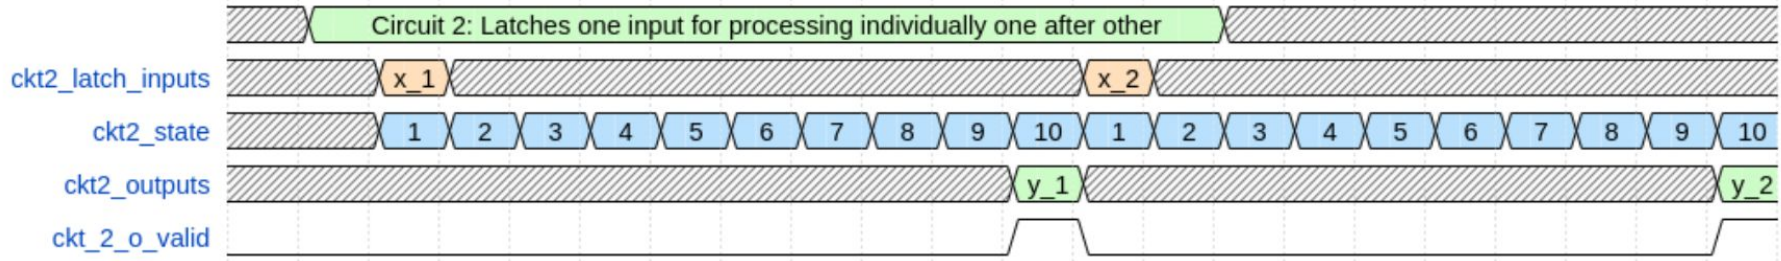 Circuit 2: Latches one input for processing individually one after other
ckt2_latch_inputs x_1 x_2
ckt2_state 1 2 3 4 5 6 7 8 9 10 1 2 3 4 5 6 7 8 9 10
ckt2_outputs y_1 y_2
ckt_2_o_valid